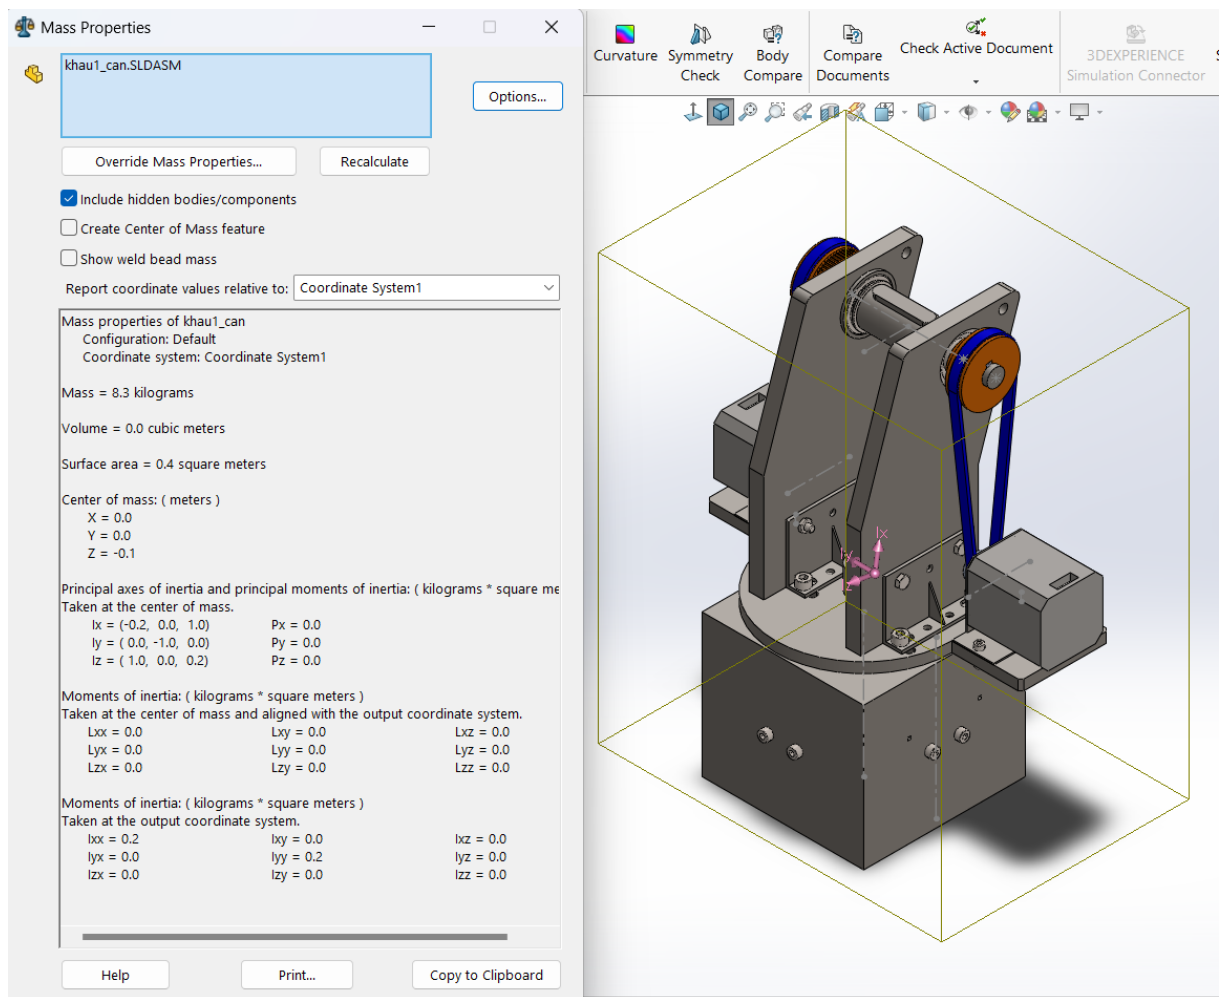 Mass Properties
khau1_can.SLDASM
Options...
Override Mass Properties...
Recalculate
Include hidden bodies/components
Create Center of Mass feature
Show weld bead mass
Report coordinate values relative to: Coordinate System1
Mass properties of khau1_can
Configuration: Default
Coordinate system: Coordinate System1
Mass = 8.3 kilograms
Volume = 0.0 cubic meters
Surface area = 0.4 square meters
Center of mass: ( meters )
X = 0.0
Y = 0.0
Z = -0.1
Principal axes of inertia and principal moments of inertia: ( kilograms * square me
Taken at the center of mass.
Ix = (-0.2, 0.0, 1.0) Px = 0.0
Iy = ( 0.0, -1.0, 0.0) Py = 0.0
Iz = ( 1.0, 0.0, 0.2) Pz = 0.0
Moments of inertia: ( kilograms * square meters )
Taken at the center of mass and aligned with the output coordinate system.
Lxx = 0.0 Lxy = 0.0 Lxz = 0.0
Lyx = 0.0 Lyy = 0.0 Lyz = 0.0
Lzx = 0.0 Lzy = 0.0 Lzz = 0.0
Moments of inertia: ( kilograms * square meters )
Taken at the output coordinate system.
Ixx = 0.2 Ixy = 0.0 Ixz = 0.0
Iyx = 0.0 Iyy = 0.2 Iyz = 0.0
Izx = 0.0 Izy = 0.0 Izz = 0.0
Help
Print...
Copy to Clipboard
Curvature
Symmetry
Check
Body
Compare
Compare
Documents
Check Active Document
3DEXPERIENCE
Simulation Connector
Ix